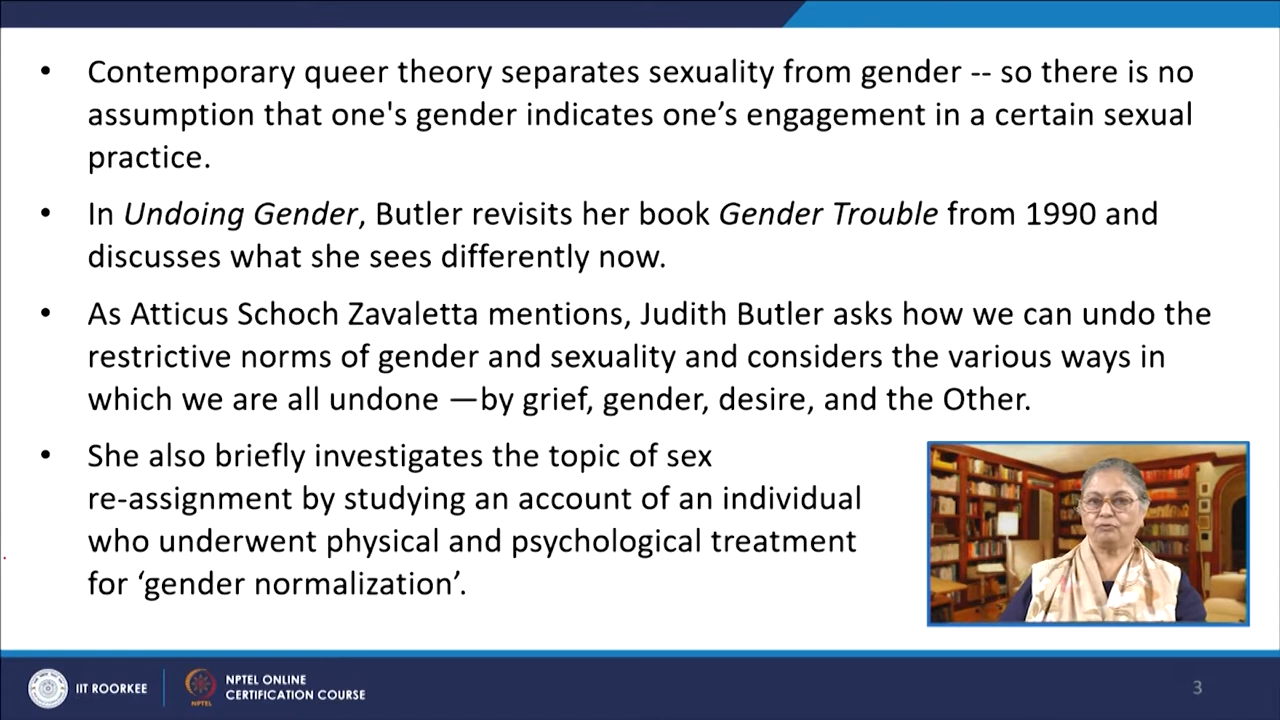 • Contemporary queer theory separates sexuality from gender -- so there is no
assumption that one's gender indicates one’s engagement in a certain sexual
practice.
• In Undoing Gender, Butler revisits her book Gender Trouble from 1990 and
discusses what she sees differently now.
• As Atticus Schoch Zavaletta mentions, Judith Butler asks how we can undo the
restrictive norms of gender and sexuality and considers the various ways in
which we are all undone —by grief, gender, desire, and the Other.
• She also briefly investigates the topic of sex
re-assignment by studying an account of an individual
who underwent physical and psychological treatment
for ‘gender normalization’.
IIT ROORKEE
NPTEL
NPTEL ONLINE
CERTIFICATION COURSE
3